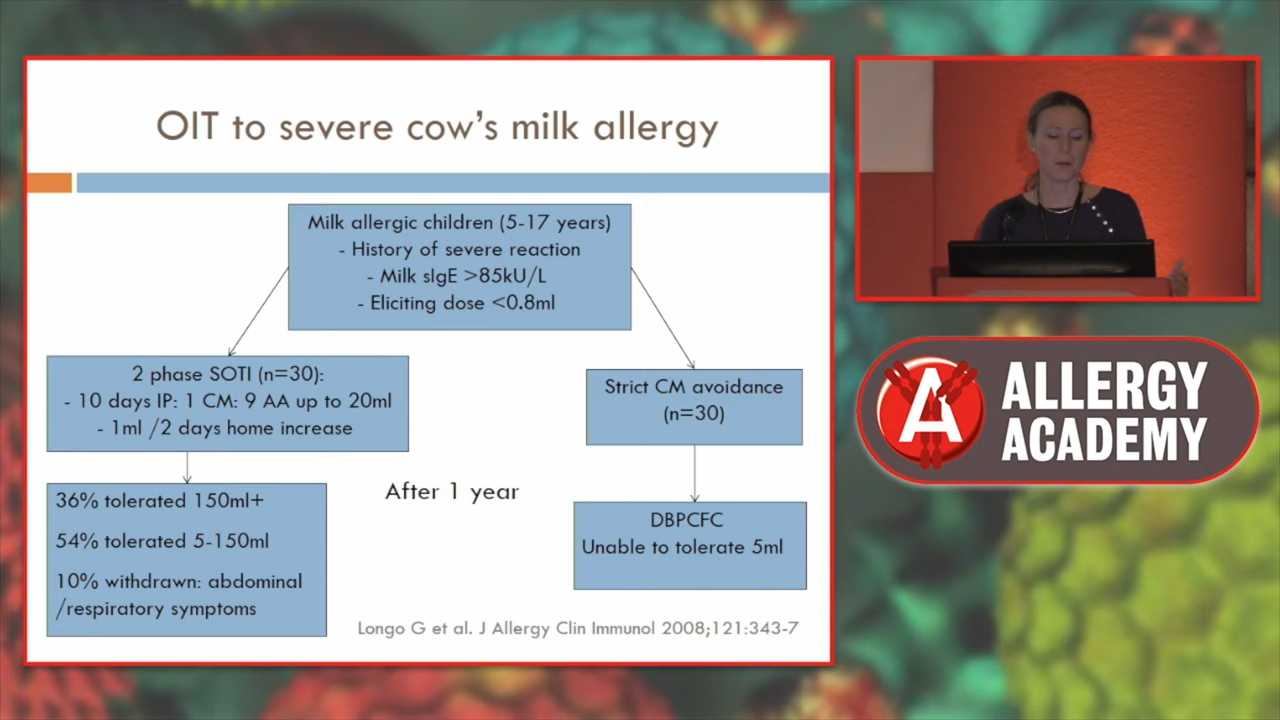 OIT to severe cow's milk allergy
Milk allergic children (5-17 years)
- History of severe reaction
- Milk sIgE >85kU/L
- Eliciting dose <0.8ml
2 phase SOTI (n=30):
- 10 days IP: 1 CM: 9 AA up to 20ml
- 1ml /2 days home increase
Strict CM avoidance
(n=30)
36% tolerated 150ml+
54% tolerated 5-150ml
10% withdrawn: abdominal
/respiratory symptoms
After 1 year
DBPCFC
Unable to tolerate 5ml
Longo G et al. J Allergy Clin Immunol 2008;121:343-7
A
ALLERGY
ACADEMY